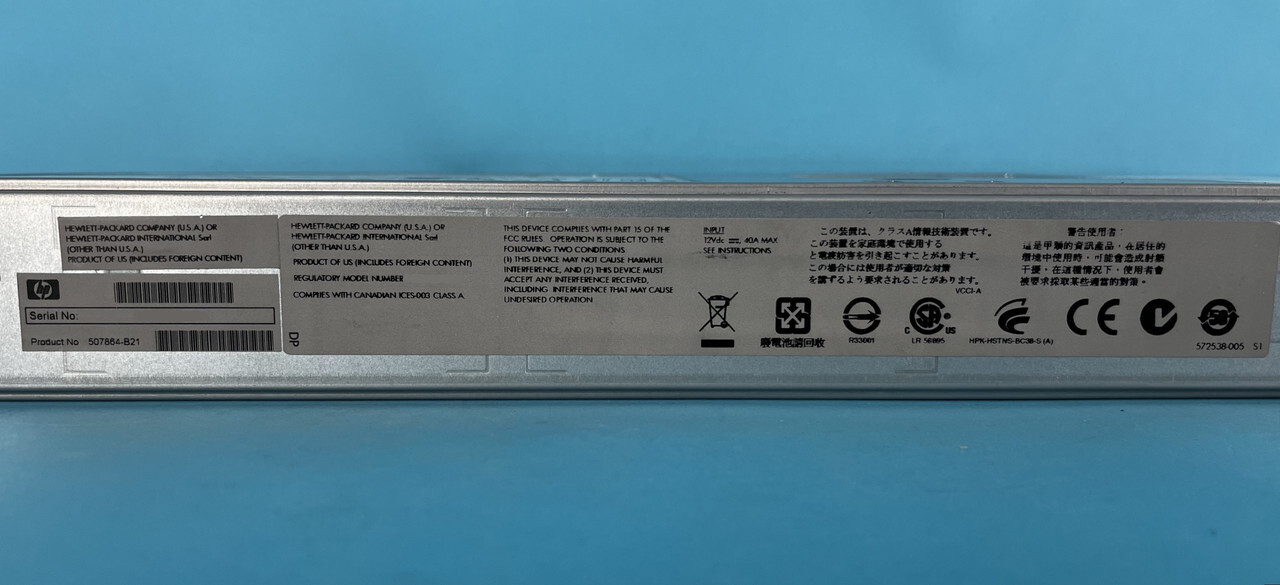 HEWLETT-PACKARD COMPANY (U.S.A.) OR
HEWLETT-PACKARD INTERNATIONAL Sarl
(OTHER THAN U.S.A.)
PRODUCT OF US (INCLUDES FOREIGN CONTENT)
hp
Serial No:
Product No 507864-B21
HEWLETT-PACKARD COMPANY (U.S.A.) OR
HEWLETT-PACKARD INTERNATIONAL Sarl
(OTHER THAN U.S.A.)
PRODUCT OF US (INCLUDES FOREIGN CONTENT)
REGULATORY MODEL NUMBER
COMPLIES WITH CANADIAN ICES-003 CLASS A
DP
THIS DEVICE COMPLIES WITH PART 15 OF THE
FCC RULES. OPERATION IS SUBJECT TO THE
FOLLOWING TWO CONDITIONS:
(1) THIS DEVICE MAY NOT CAUSE HARMFUL
INTERFERENCE, AND (2) THIS DEVICE MUST
ACCEPT ANY INTERFERENCE RECEIVED,
INCLUDING INTERFERENCE THAT MAY CAUSE
UNDESIRED OPERATION
INPUT
12Vdc ⎓, 40A MAX
SEE INSTRUCTIONS
この装置は、クラスA情報技術装置です。
この装置を家庭環境で使用する
と電波妨害を引き起こすことがあります。
この場合には使用者が適切な対策
を講ずるよう要求されることがあります。
VCCI-A
警告使用者:
這是甲類的資訊產品,在居住的
環境中使用時,可能會造成射頻
干擾,在這種情況下,使用者會
被要求採取某些適當的對策。
廢電池請回收
R33001
C US
LR 56895
HPK-HSTNS-BC38-S (A)
CE
572538-005 S1